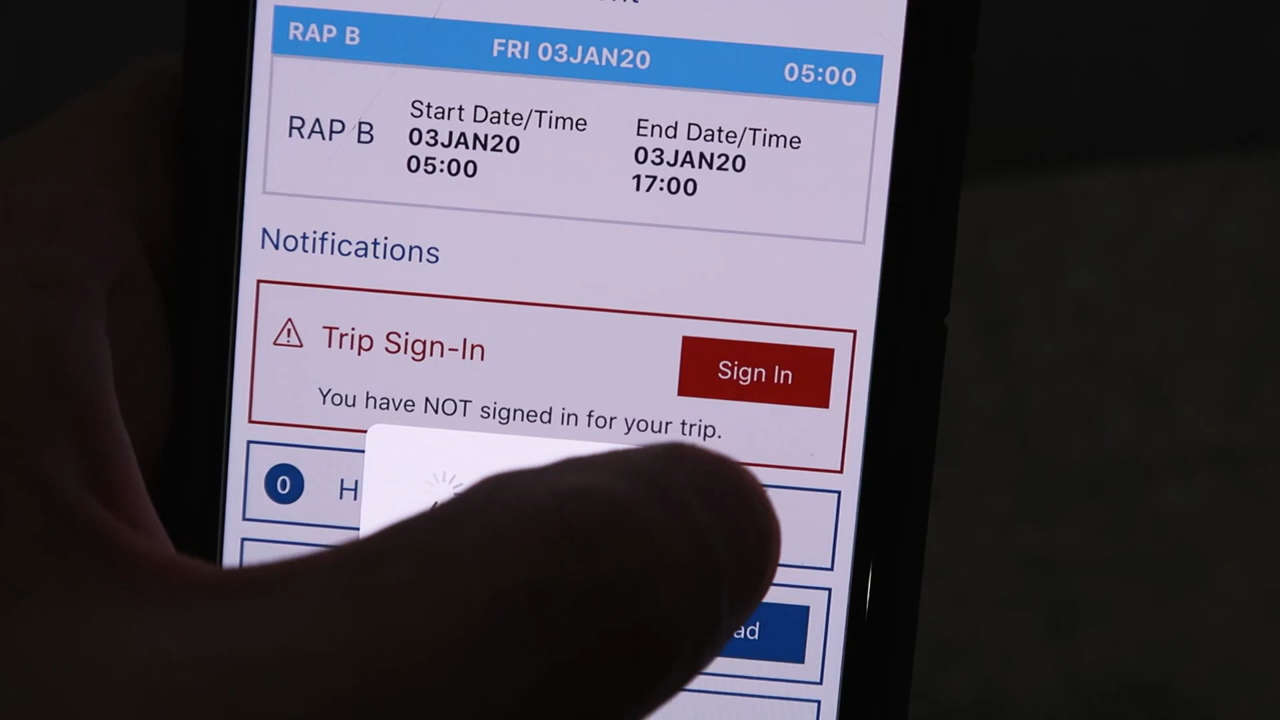 RAP B FRI 03JAN20 05:00
Start Date/Time End Date/Time
RAP B 03JAN20 03JAN20
05:00 17:00
Notifications
Trip Sign-In Sign In
You have NOT signed in for your trip.
0 H